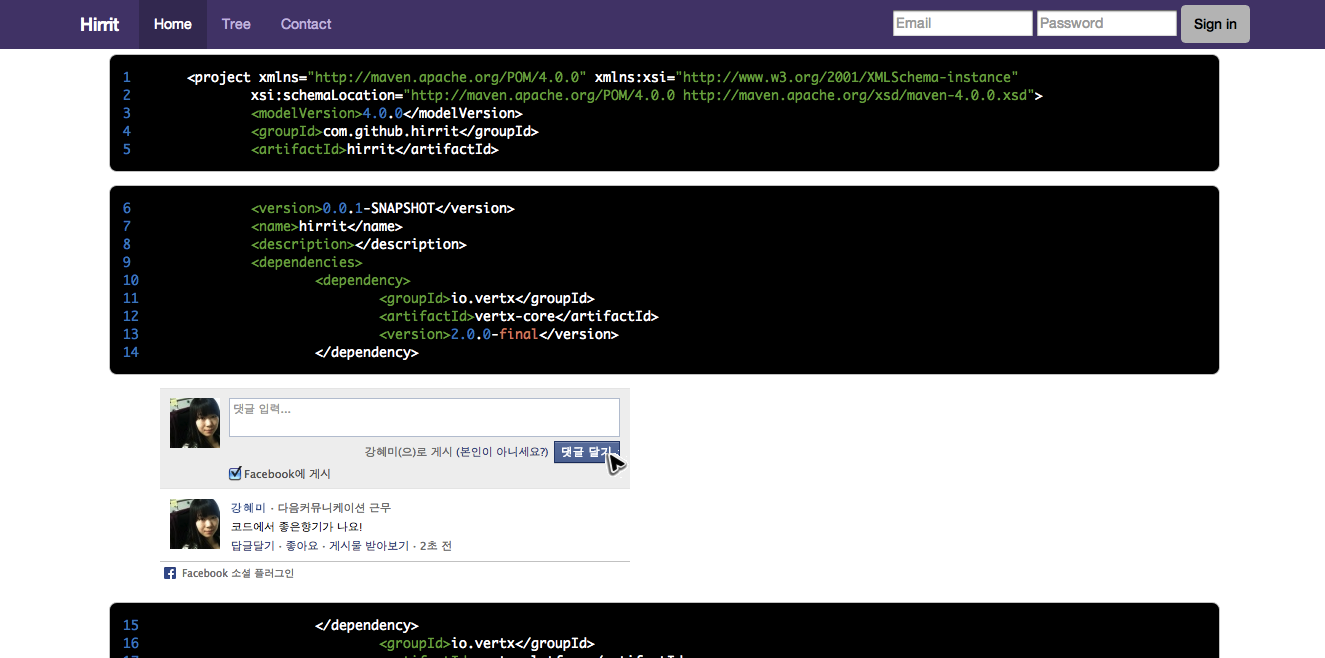 Hirrit Home Tree Contact Email Password Sign in
1 <project xmlns="http://maven.apache.org/POM/4.0.0" xmlns:xsi="http://www.w3.org/2001/XMLSchema-instance"
2 xsi:schemaLocation="http://maven.apache.org/POM/4.0.0 http://maven.apache.org/xsd/maven-4.0.0.xsd">
3 <modelVersion>4.0.0</modelVersion>
4 <groupId>com.github.hirrit</groupId>
5 <artifactId>hirrit</artifactId>
6 <version>0.0.1-SNAPSHOT</version>
7 <name>hirrit</name>
8 <description></description>
9 <dependencies>
10 <dependency>
11 <groupId>io.vertx</groupId>
12 <artifactId>vertx-core</artifactId>
13 <version>2.0.0-final</version>
14 </dependency>
댓글 입력...
강혜미(으)로 게시 (본인이 아니세요?) 댓글 달기
Facebook에 게시
강혜미 · 다음커뮤니케이션 근무
코드에서 좋은향기가 나요!
답글달기 · 좋아요 · 게시물 받아보기 · 2초 전
Facebook 소셜 플러그인
15 </dependency>
16 <groupId>io.vertx</groupId>